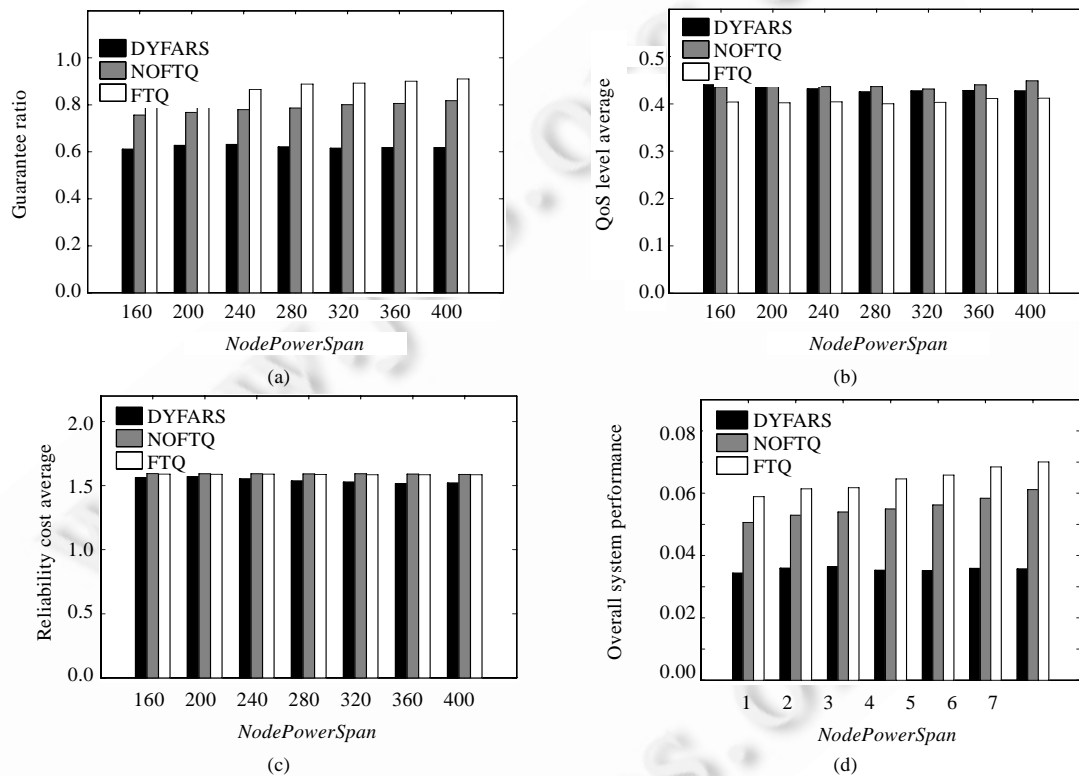 1.0
0.8
0.6
0.4
0.2
0.0
Guarantee ratio
DYFARS
NOFTQ
FTQ
160 200 240 280 320 360 400
NodePowerSpan
(a)
0.5
0.4
0.3
0.2
0.1
0.0
QoS level average
DYFARS
NOFTQ
FTQ
160 200 240 280 320 360 400
NodePowerSpan
(b)
2.0
1.5
1.0
0.5
0.0
Reliability cost average
DYFARS
NOFTQ
FTQ
160 200 240 280 320 360 400
NodePowerSpan
(c)
0.08
0.06
0.04
0.02
0.00
Overall system performance
DYFARS
NOFTQ
FTQ
1 2 3 4 5 6 7
NodePowerSpan
(d)